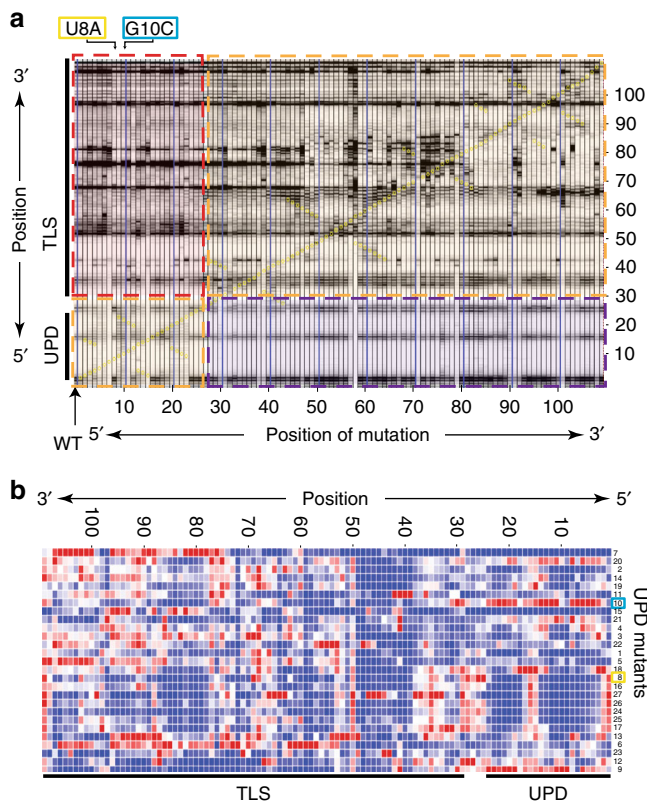 a
U8A
G10C
3′
Position
5′
TLS
UPD
100
90
80
70
60
50
40
30
20
10
10 20 30 40 50 60 70 80 90 100
WT
5′ Position of mutation 3′
b
3′ Position 5′
100 90 80 70 60 50 40 30 20 10
7
20
2
14
19
11
10
15
21
4
3
22
1
5
18
8
16
27
26
24
25
17
13
6
23
12
9
UPD mutants
TLS UPD